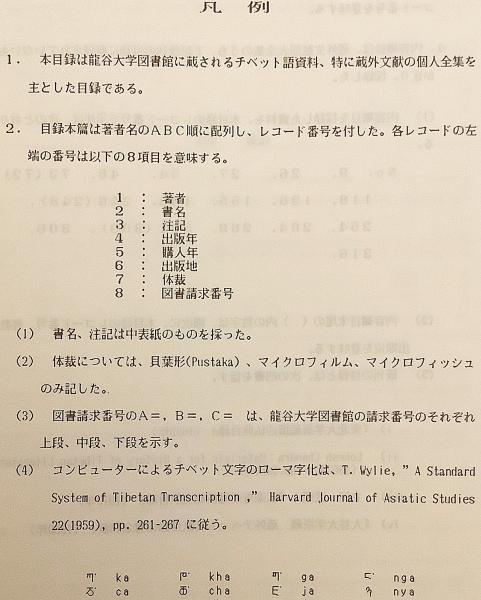 凡 例
1. 本目録は龍谷大学図書館に蔵されるチベット語資料、特に蔵外文献の個人全集を
主とした目録である。
2. 目録本篇は著者名のABC順に配列し、レコード番号を付した。各レコードの左
端の番号は以下の8項目を意味する。
1 : 著者
2 : 書名
3 : 注記
4 : 出版年
5 : 購入年
6 : 出版地
7 : 体裁
8 : 図書請求番号
(1) 書名、注記は中表紙のものを採った。
(2) 体裁については、貝葉形(Pustaka)、マイクロフィルム、マイクロフィッシュ
のみ記した。
(3) 図書請求番号のA=, B=, C= は、龍谷大学図書館の請求番号のそれぞれ
上段、中段、下段を示す。
(4) コンピューターによるチベット文字のローマ字化は、T. Wylie, ” A Standard
System of Tibetan Transcription ,” Harvard Journal of Asiatic Studies
22(1959), pp. 261-267 に従う。
ཀ་ ka ཁ་ kha ག་ ga ང་ nga
ཅ་ ca ཆ་ cha ཇ་ ja ཉ་ nya